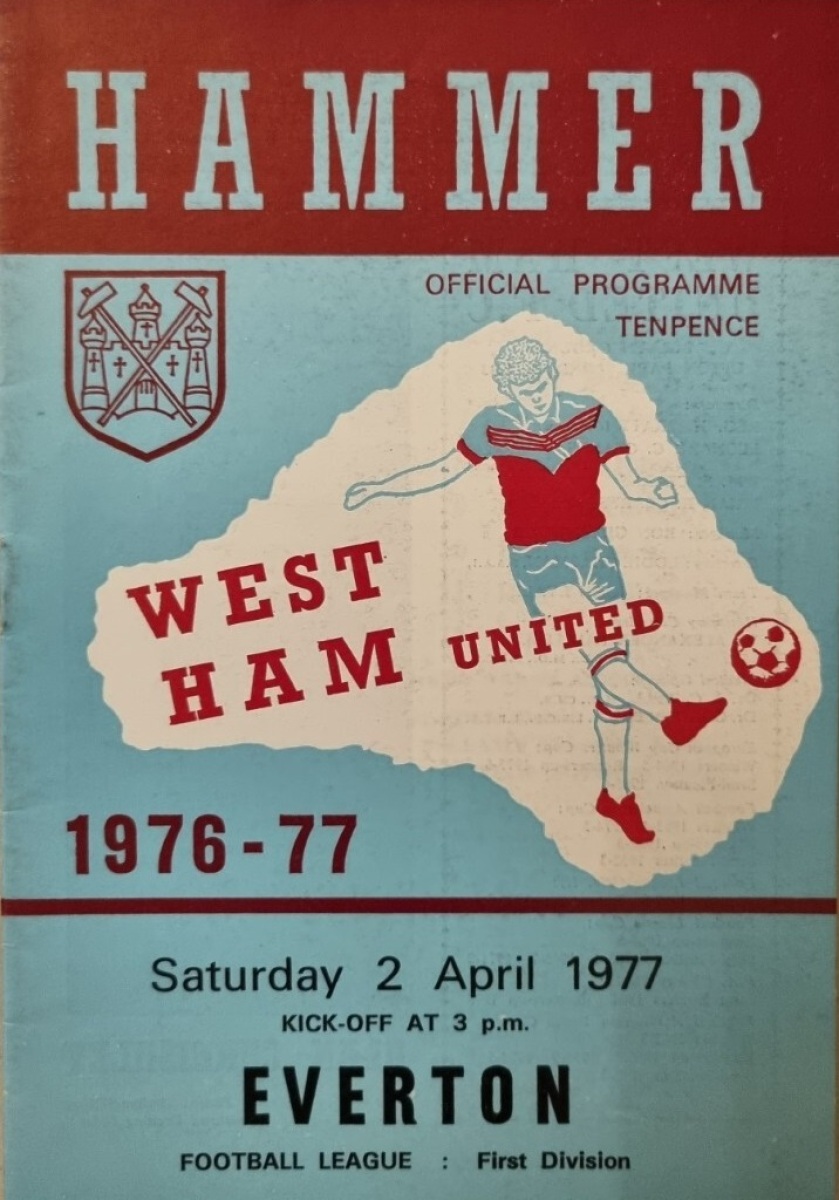 HAMMER
OFFICIAL PROGRAMME
TENPENCE
WEST
HAM UNITED
1976-77
Saturday 2 April 1977
KICK-OFF AT 3 p.m.
EVERTON
FOOTBALL LEAGUE : First Division